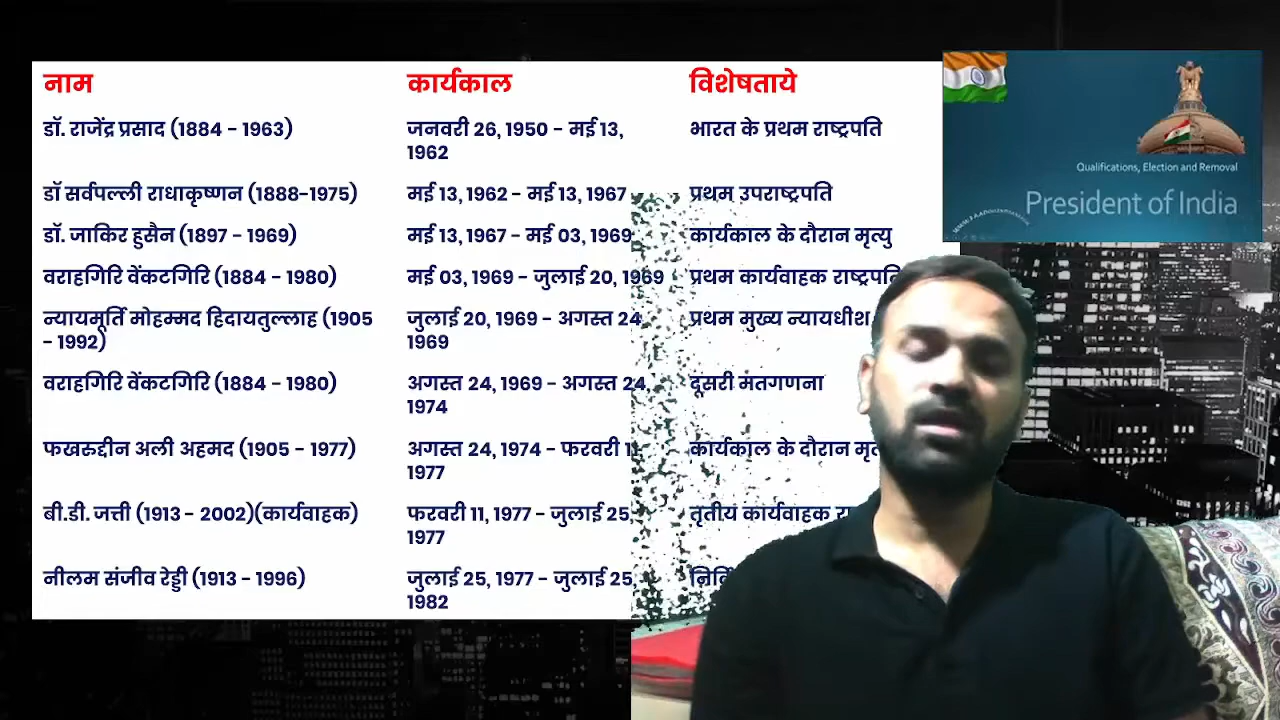 नाम कार्यकाल विशेषताये
डॉ. राजेंद्र प्रसाद (1884 - 1963) जनवरी 26, 1950 - मई 13, भारत के प्रथम राष्ट्रपति
1962
डॉ सर्वपल्ली राधाकृष्णन (1888-1975) मई 13, 1962 - मई 13, 1967 प्रथम उपराष्ट्रपति
डॉ. जाकिर हुसैन (1897 - 1969) मई 13, 1967 - मई 03, 1969 कार्यकाल के दौरान मृत्यु
वराहगिरि वेंकटगिरि (1884 - 1980) मई 03, 1969 - जुलाई 20, 1969 प्रथम कार्यवाहक राष्ट्रपति
न्यायमूर्ति मोहम्मद हिदायतुल्लाह (1905 जुलाई 20, 1969 - अगस्त 24, प्रथम मुख्य न्यायधीश
- 1992) 1969
वराहगिरि वेंकटगिरि (1884 - 1980) अगस्त 24, 1969 - अगस्त 24, दूसरी मतगणना
1974
फखरुद्दीन अली अहमद (1905 - 1977) अगस्त 24, 1974 - फरवरी कार्यकाल के दौरान
1977
बी.डी. जत्ती (1913 - 2002)(कार्यवाहक) फरवरी 11, 1977 - जुलाई 25, तृतीय कार्यवाहक
1977
नीलम संजीव रेड्डी (1913 - 1996) जुलाई 25, 1977 - जुलाई 25,
1982
Qualifications, Election and Removal
President of India